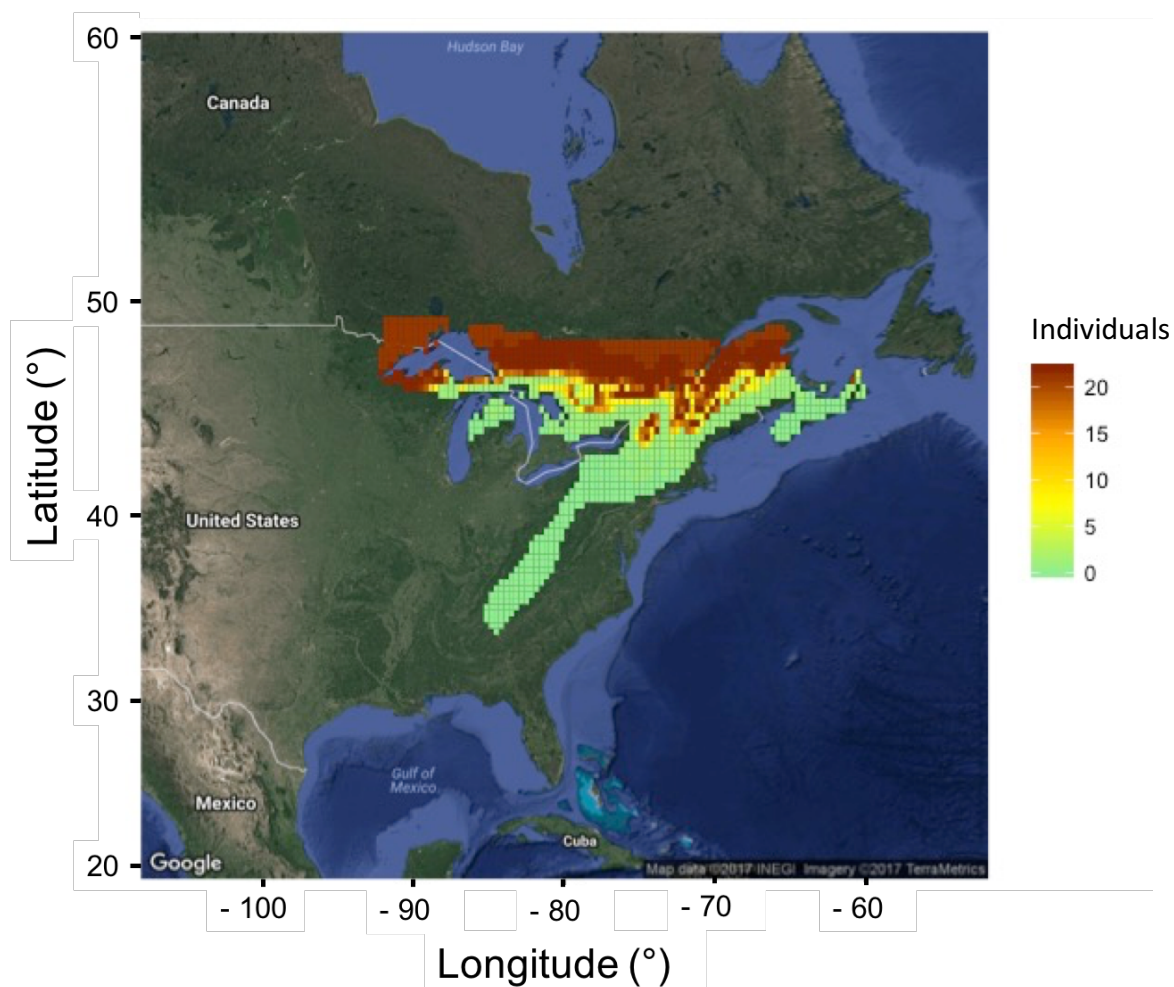 60
50
40
30
20
Latitude (°)
Hudson Bay
Canada
United States
Gulf of
Mexico
Mexico
Cuba
Google
Map data ©2017 INEGI Imagery ©2017 TerraMetrics
- 100
- 90
- 80
- 70
- 60
Longitude (°)
Individuals
20
15
10
5
0